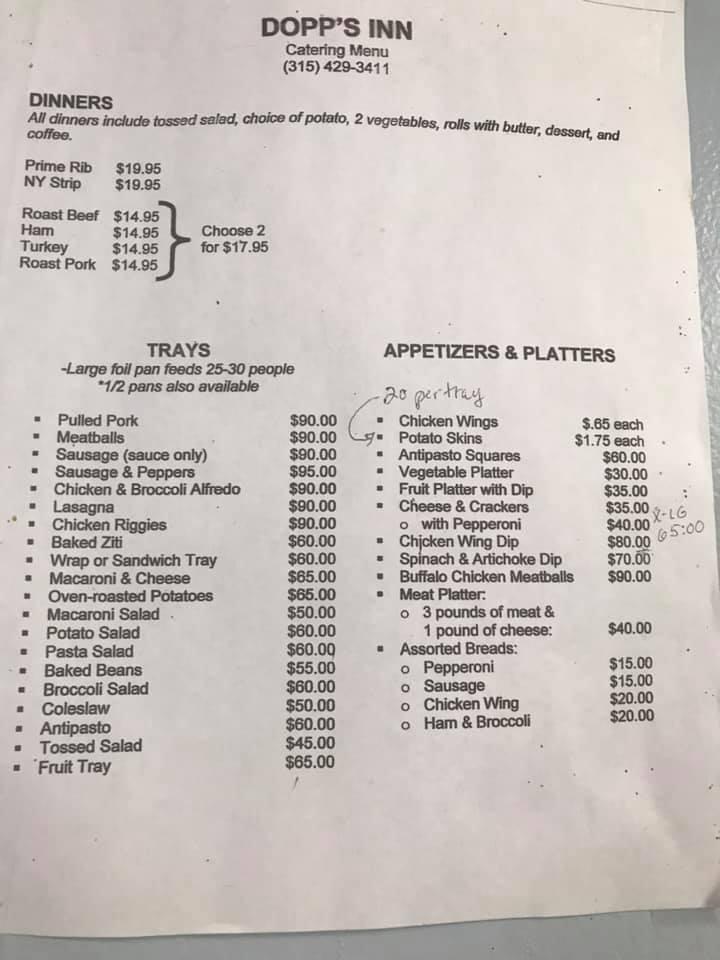 DOPP'S INN
Catering Menu
(315) 429-3411
DINNERS
All dinners include tossed salad, choice of potato, 2 vegetables, rolls with butter, dessert, and
coffee.
Prime Rib $19.95
NY Strip $19.95
Roast Beef $14.95
Ham $14.95
Turkey $14.95
Roast Pork $14.95
Choose 2
for $17.95
TRAYS
-Large foil pan feeds 25-30 people
*1/2 pans also available
Pulled Pork $90.00
Meatballs $90.00
Sausage (sauce only) $90.00
Sausage & Peppers $95.00
Chicken & Broccoli Alfredo $90.00
Lasagna $90.00
Chicken Riggies $90.00
Baked Ziti $60.00
Wrap or Sandwich Tray $60.00
Macaroni & Cheese $65.00
Oven-roasted Potatoes $65.00
Macaroni Salad $50.00
Potato Salad $60.00
Pasta Salad $60.00
Baked Beans $55.00
Broccoli Salad $60.00
Coleslaw $50.00
Antipasto $60.00
Tossed Salad $45.00
Fruit Tray $65.00
APPETIZERS & PLATTERS
20 per tray
Chicken Wings $.65 each
Potato Skins $1.75 each
Antipasto Squares $60.00
Vegetable Platter $30.00
Fruit Platter with Dip $35.00
Cheese & Crackers $35.00
with Pepperoni $40.00
X-LG
65:00
Chicken Wing Dip $80.00
Spinach & Artichoke Dip $70.00
Buffalo Chicken Meatballs $90.00
Meat Platter:
3 pounds of meat &
1 pound of cheese: $40.00
Assorted Breads:
Pepperoni $15.00
Sausage $15.00
Chicken Wing $20.00
Ham & Broccoli $20.00